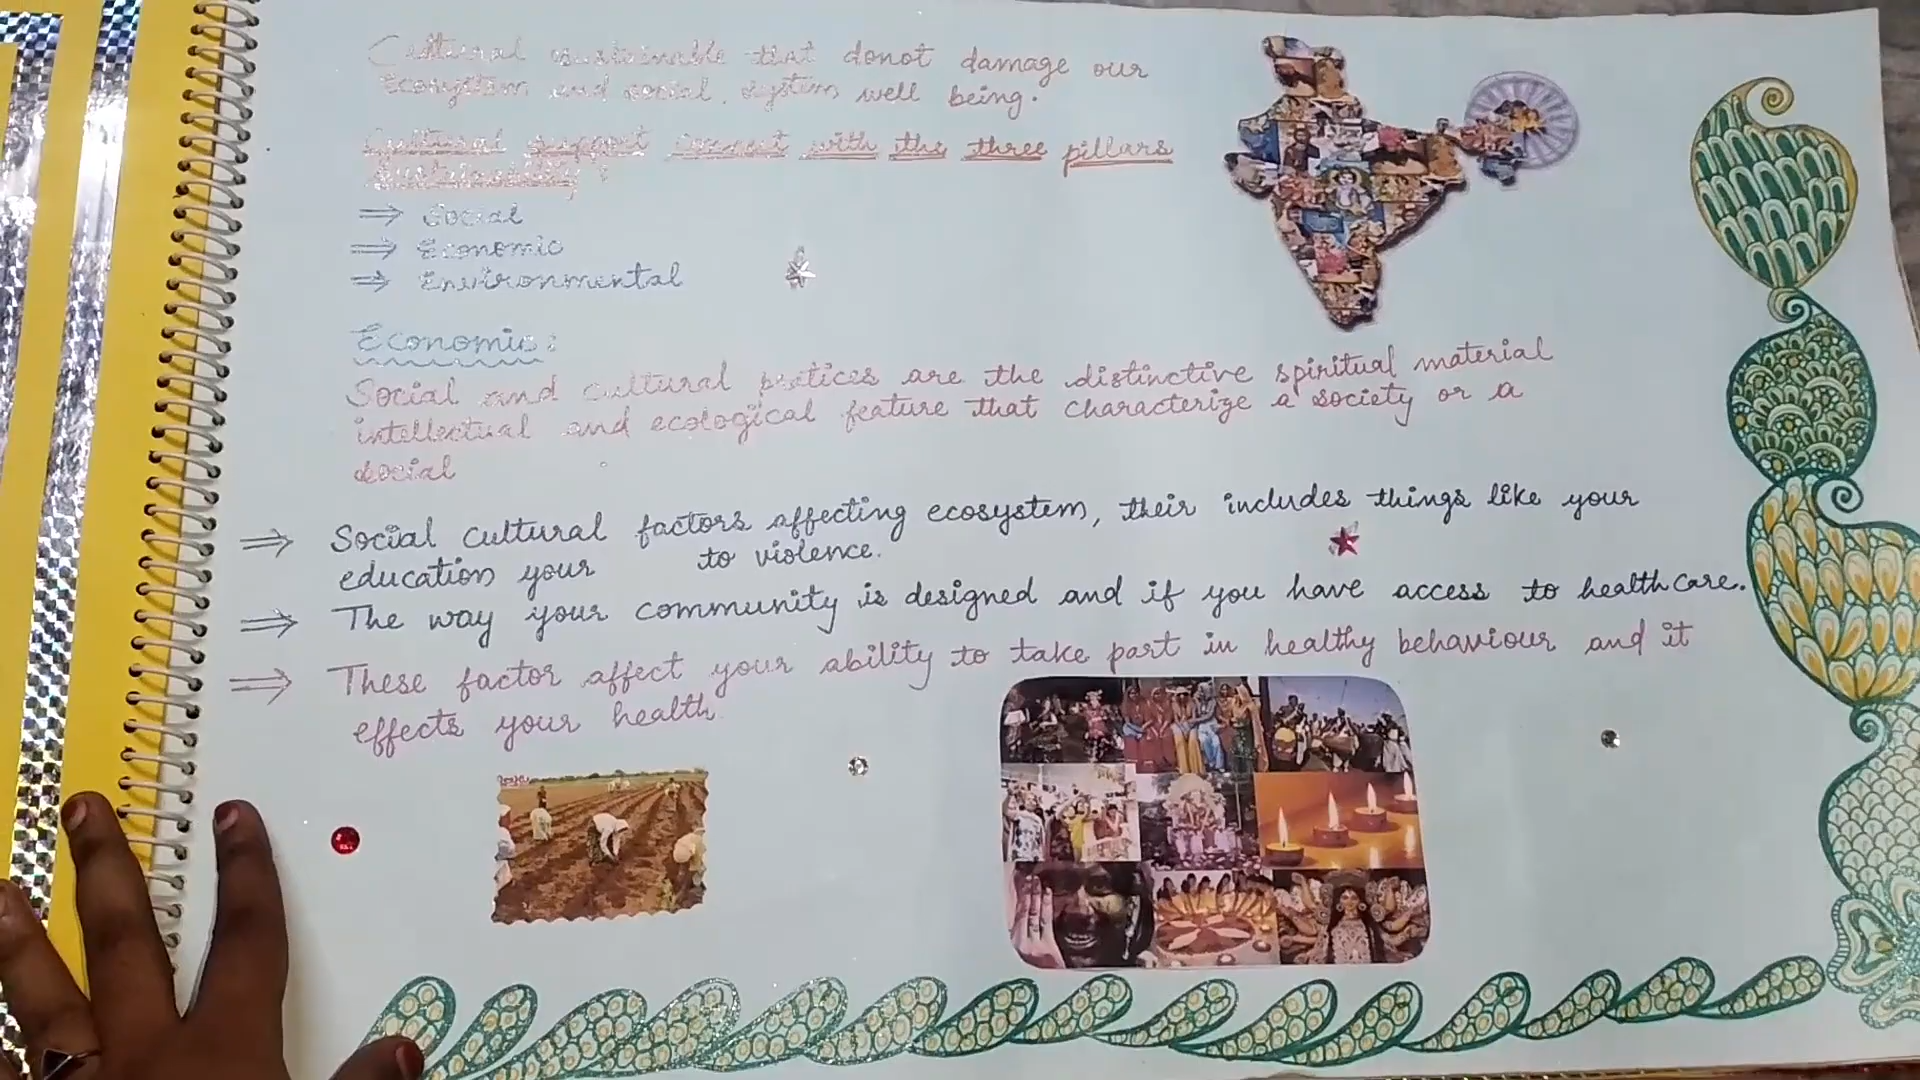 Cultural sustainable that donot damage our
ecosystem and social, system well being.
Cultural support connect with the three pillars
Sustainability?
⇒ Social
⇒ Economic
⇒ Environmental
Economic:
Social and cultural pratices are the distinctive spiritual material
intellectual and ecological feature that characterize a society or a
social
⇒ Social cultural factors affecting ecosystem, their includes things like your
education your to violence.
⇒ The way your community is designed and if you have access to healthcare.
⇒ These factor affect your ability to take part in healthy behaviour and it
effects your health